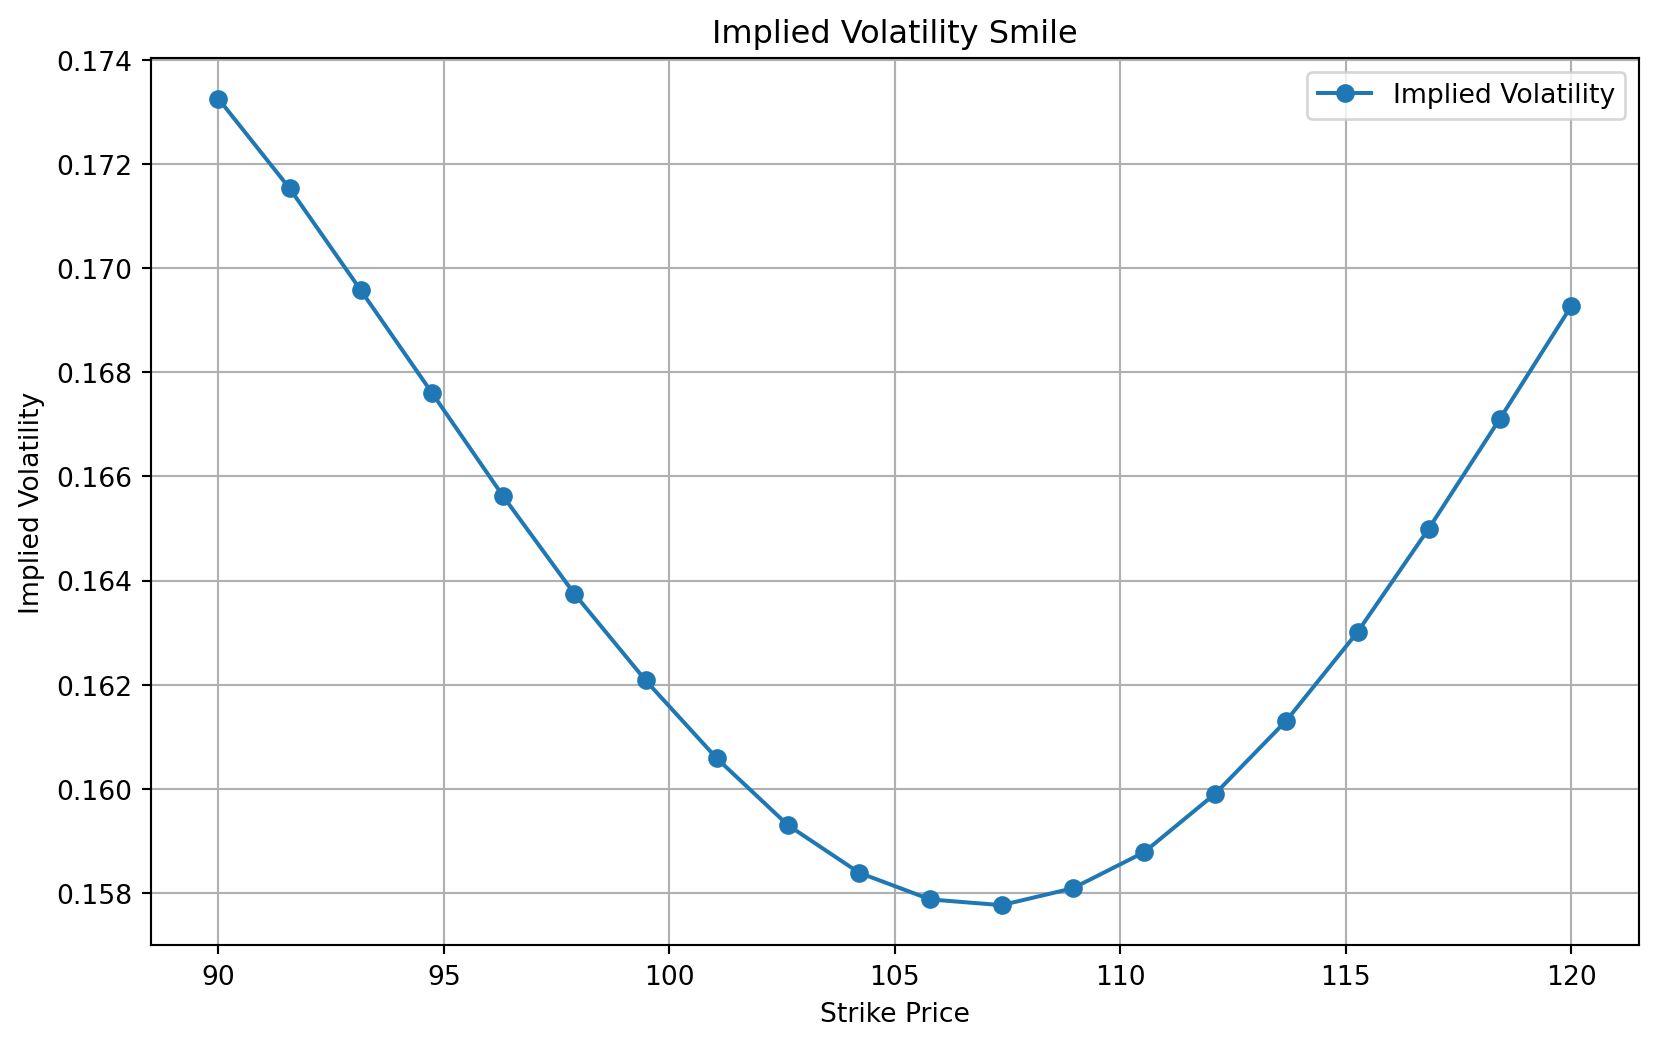 Implied Volatility Smile
Implied Volatility
0.174
0.172
0.170
0.168
0.166
0.164
0.162
0.160
0.158
Implied Volatility
90 95 100 105 110 115 120
Strike Price